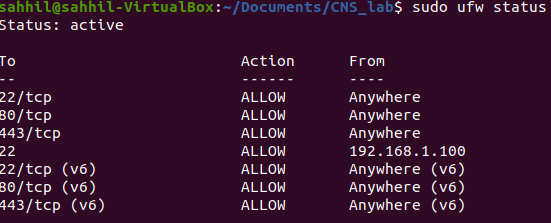 sahhil@sahhil-VirtualBox:~/Documents/CNS_lab$ sudo ufw status
Status: active
To                         Action      From
--                         ------      ----
22/tcp                     ALLOW       Anywhere
80/tcp                     ALLOW       Anywhere
443/tcp                    ALLOW       Anywhere
22                         ALLOW       192.168.1.100
22/tcp (v6)                ALLOW       Anywhere (v6)
80/tcp (v6)                ALLOW       Anywhere (v6)
443/tcp (v6)               ALLOW       Anywhere (v6)